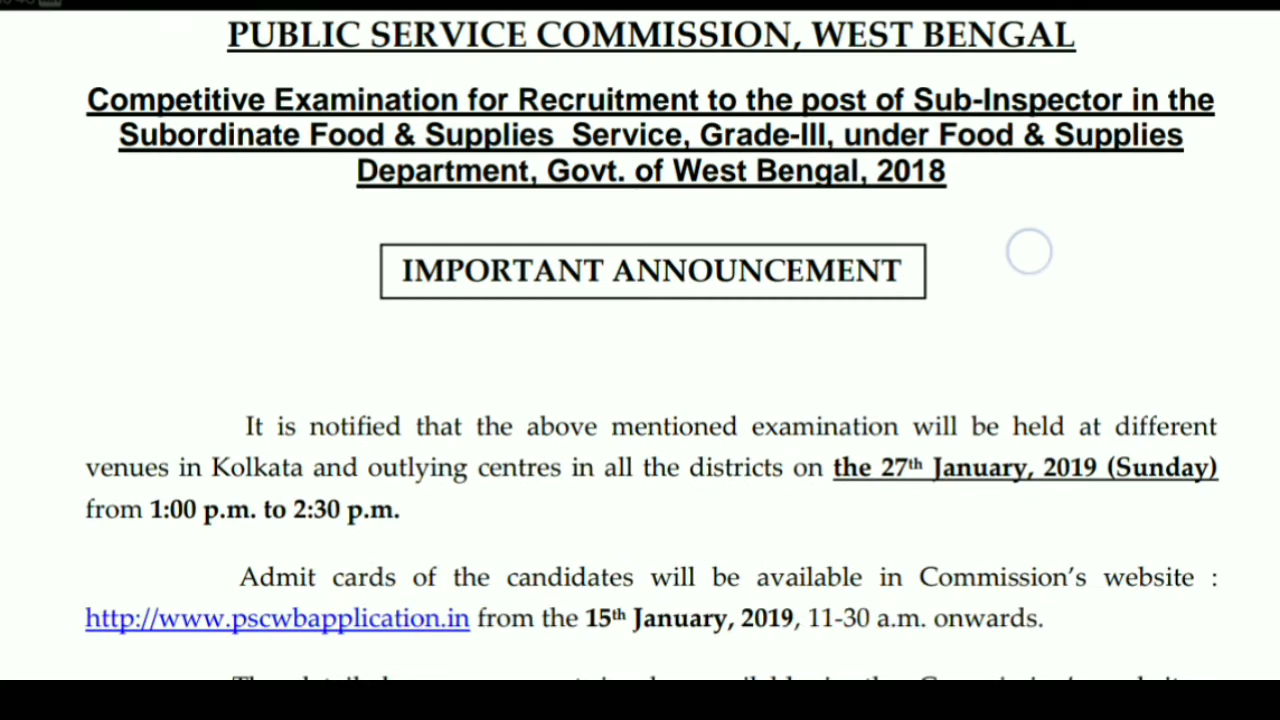 PUBLIC SERVICE COMMISSION, WEST BENGAL
Competitive Examination for Recruitment to the post of Sub-Inspector in the
Subordinate Food & Supplies Service, Grade-III, under Food & Supplies
Department, Govt. of West Bengal, 2018
IMPORTANT ANNOUNCEMENT
It is notified that the above mentioned examination will be held at different
venues in Kolkata and outlying centres in all the districts on the 27th January, 2019 (Sunday)
from 1:00 p.m. to 2:30 p.m.
Admit cards of the candidates will be available in Commission's website :
http://www.pscwbapplication.in from the 15th January, 2019, 11-30 a.m. onwards.